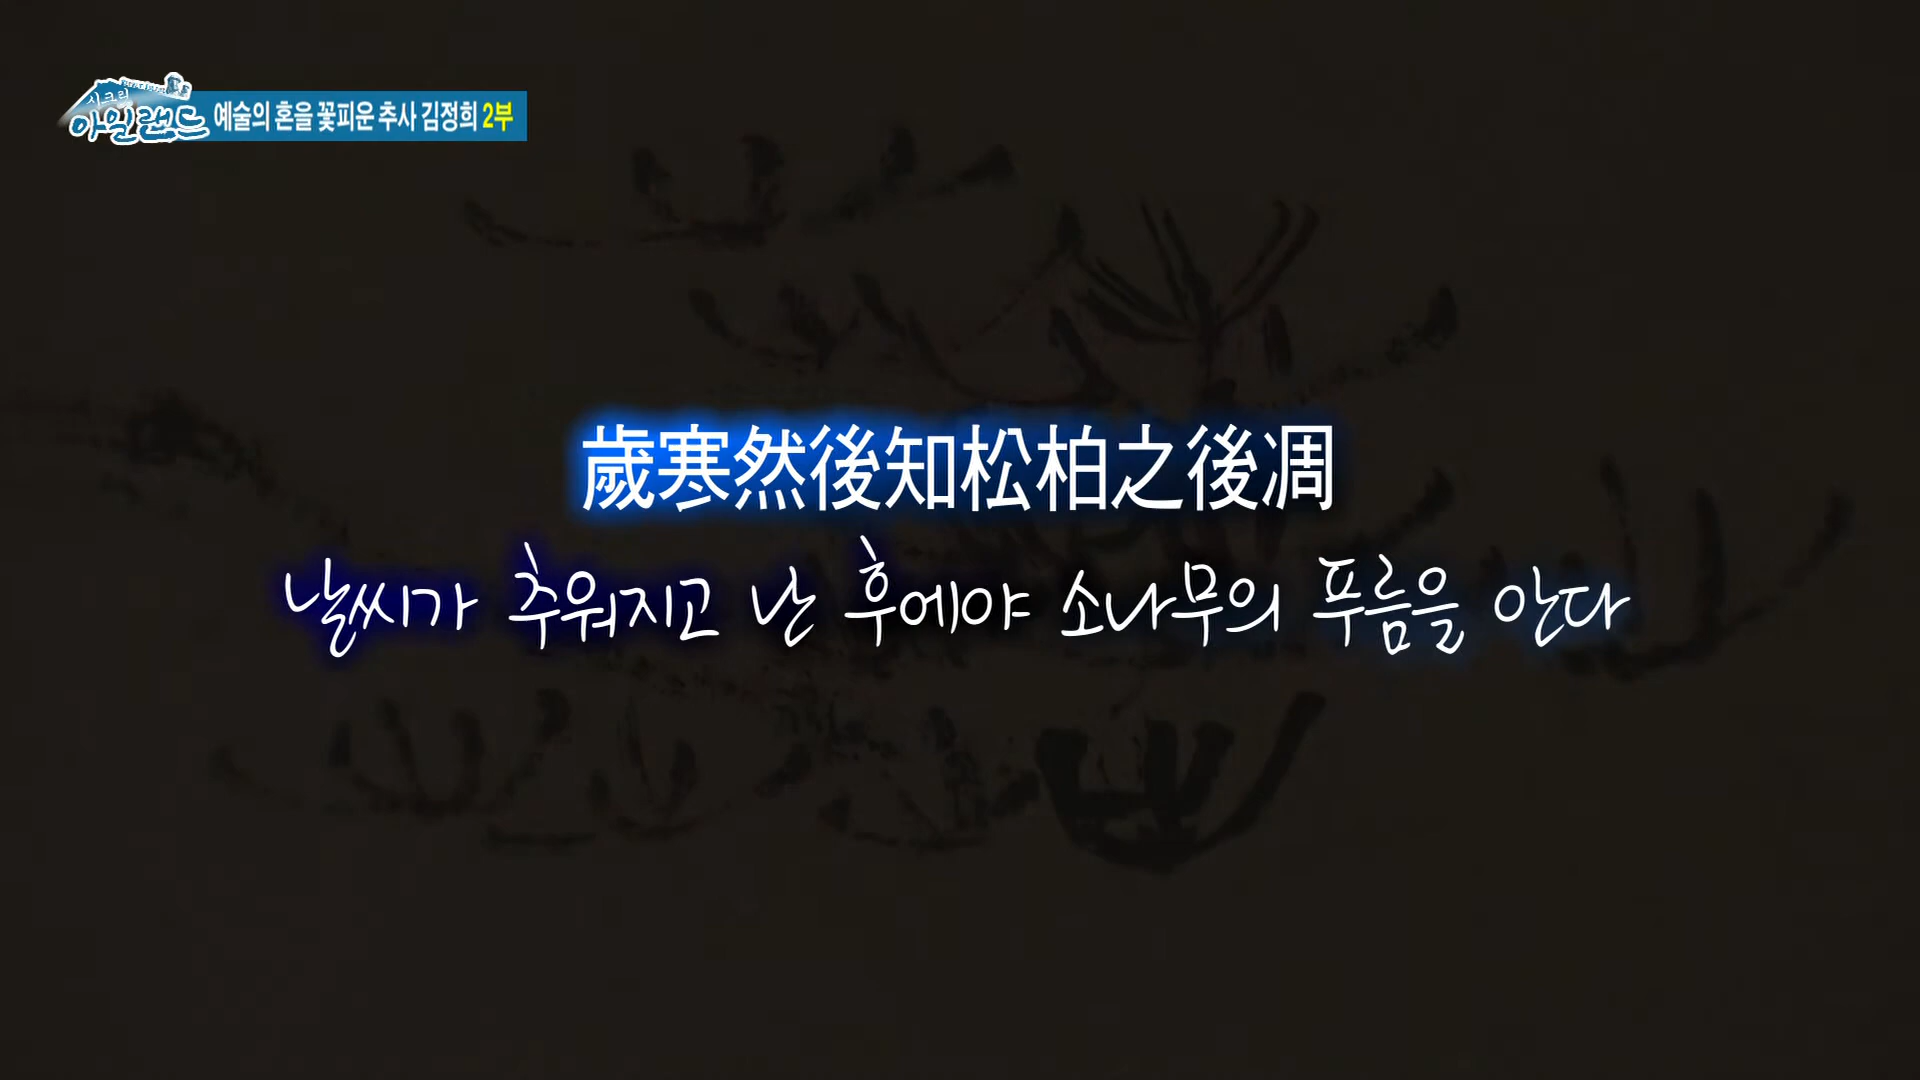 시크릿
아일랜드
예술의 혼을 꽃피운 추사 김정희 2부
歲寒然後知松柏之後凋
날씨가 추워지고 난 후에야 소나무의 푸름을 안다